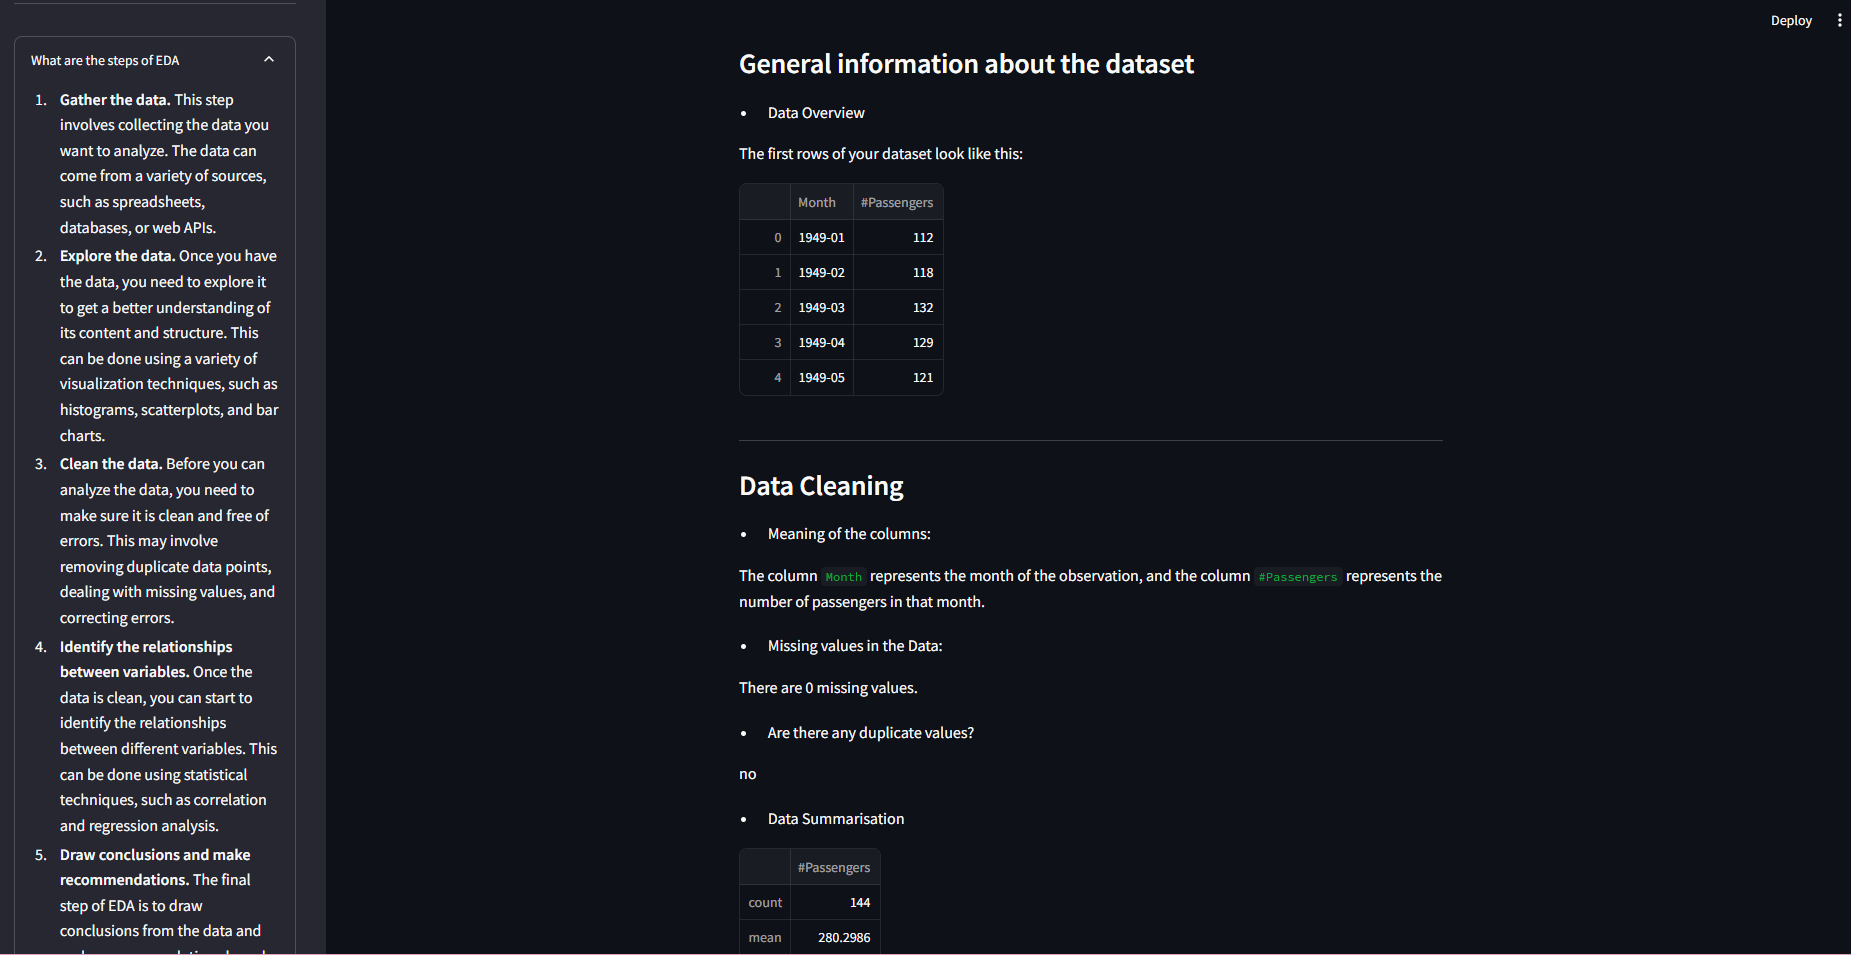 What are the steps of EDA
1. Gather the data. This step
involves collecting the data you
want to analyze. The data can
come from a variety of sources,
such as spreadsheets,
databases, or web APIs.
2. Explore the data. Once you have
the data, you need to explore it
to get a better understanding of
its content and structure. This
can be done using a variety of
visualization techniques, such as
histograms, scatterplots, and bar
charts.
3. Clean the data. Before you can
analyze the data, you need to
make sure it is clean and free of
errors. This may involve
removing duplicate data points,
dealing with missing values, and
correcting errors.
4. Identify the relationships
between variables. Once the
data is clean, you can start to
identify the relationships
between different variables. This
can be done using statistical
techniques, such as correlation
and regression analysis.
5. Draw conclusions and make
recommendations. The final
step of EDA is to draw
conclusions from the data and
Deploy
General information about the dataset
• Data Overview
The first rows of your dataset look like this:
Month #Passengers
0 1949-01 112
1 1949-02 118
2 1949-03 132
3 1949-04 129
4 1949-05 121
Data Cleaning
• Meaning of the columns:
The column Month represents the month of the observation, and the column #Passengers represents the
number of passengers in that month.
• Missing values in the Data:
There are 0 missing values.
• Are there any duplicate values?
no
• Data Summarisation
#Passengers
count 144
mean 280.2986